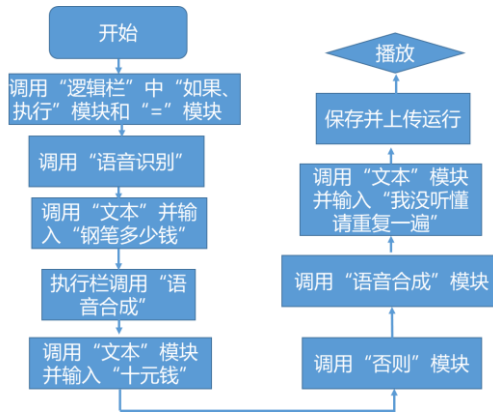 开始
调用“逻辑栏”中“如果、
执行”模块和“=”模块
调用“语音识别”
调用“文本”并输
入“钢笔多少钱”
执行栏调用“语
音合成”
调用“文本”模块
并输入“十元钱”
调用“否则”模块
调用“语音合成”模块
调用“文本”模块
并输入“我没听懂
请重复一遍”
保存并上传运行
播放